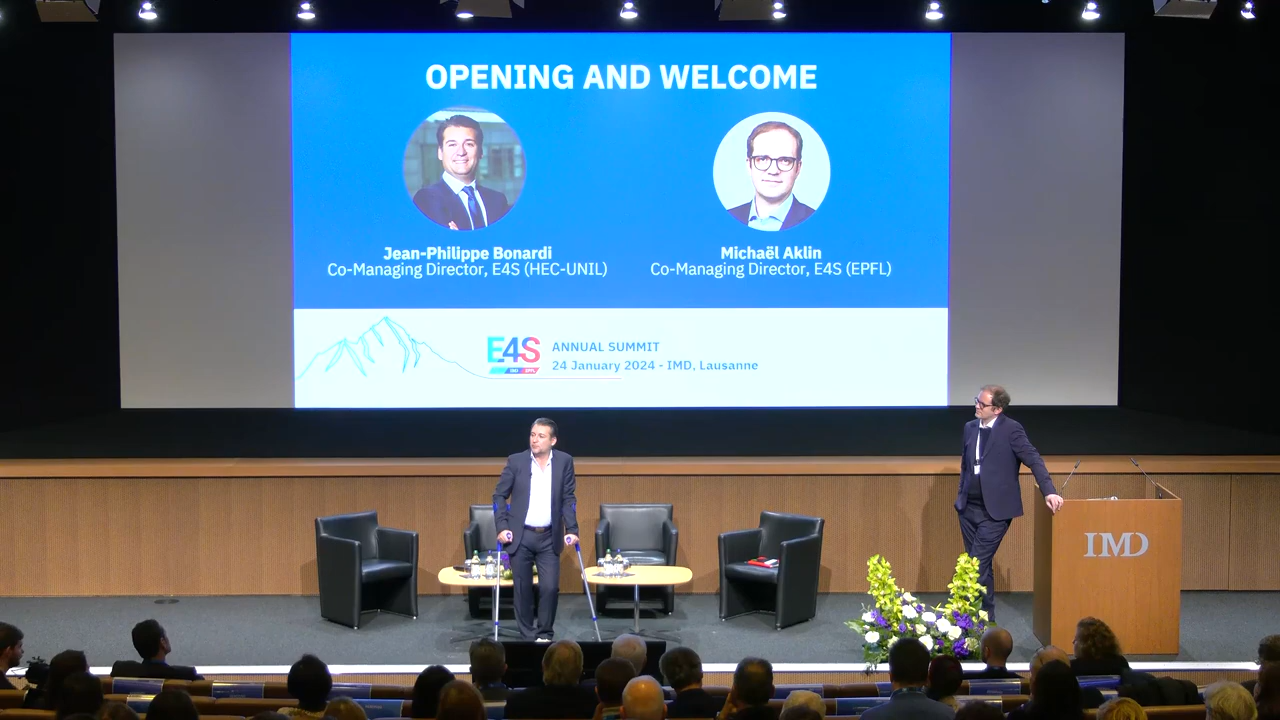 OPENING AND WELCOME
Jean-Philippe Bonardi
Co-Managing Director, E4S (HEC-UNIL)
Michaël Aklin
Co-Managing Director, E4S (EPFL)
E4S
ANNUAL SUMMIT
24 January 2024 - IMD, Lausanne
IMD